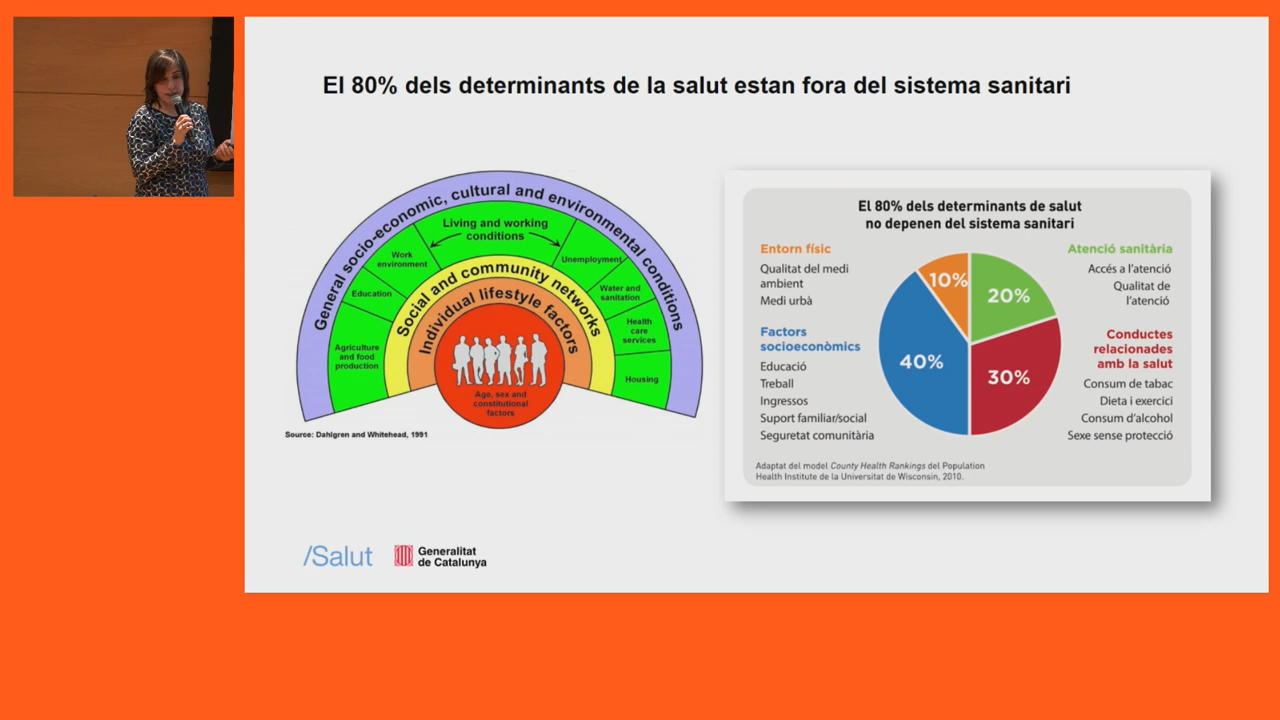 El 80% dels determinants de la salut estan fora del sistema sanitari
General socio-economic, cultural and environmental conditions
Living and working
conditions
Work
environment
Unemployment
Education
Water and
sanitation
Agriculture
and food
production
Health
care
services
Housing
Social and community networks
Individual lifestyle factors
Age, sex and
constitutional
factors
Source: Dahlgren and Whitehead, 1991
El 80% dels determinants de salut
no depenen del sistema sanitari
Entorn físic
Qualitat del medi
ambient
Medi urbà
Factors
socioeconòmics
Educació
Treball
Ingressos
Suport familiar/social
Seguretat comunitària
10%
20%
40%
30%
Atenció sanitària
Accés a l'atenció
Qualitat de
l'atenció
Conductes
relacionades
amb la salut
Consum de tabac
Dieta i exercici
Consum d'alcohol
Sexe sense protecció
Adaptat del model County Health Rankings del Population
Health Institute de la Universitat de Wisconsin, 2010.
/Salut
Generalitat
de Catalunya